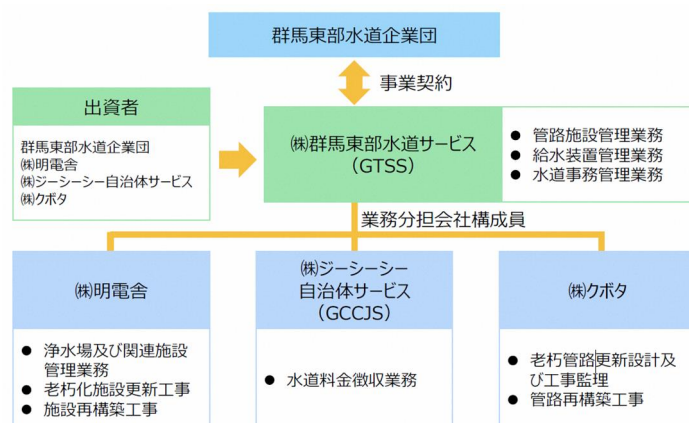 群馬東部水道企業団
事業契約
出資者
群馬東部水道企業団
㈱明電舎
㈱ジーシーシー自治体サービス
㈱クボタ
㈱群馬東部水道サービス
（GTSS）
● 管路施設管理業務
● 給水装置管理業務
● 水道事務管理業務
業務分担会社構成員
㈱明電舎
● 浄水場及び関連施設
管理業務
● 老朽化施設更新工事
● 施設再構築工事
㈱ジーシーシー
自治体サービス
（GCCJS）
● 水道料金徴収業務
㈱クボタ
● 老朽管路更新設計及
び工事監理
● 管路再構築工事